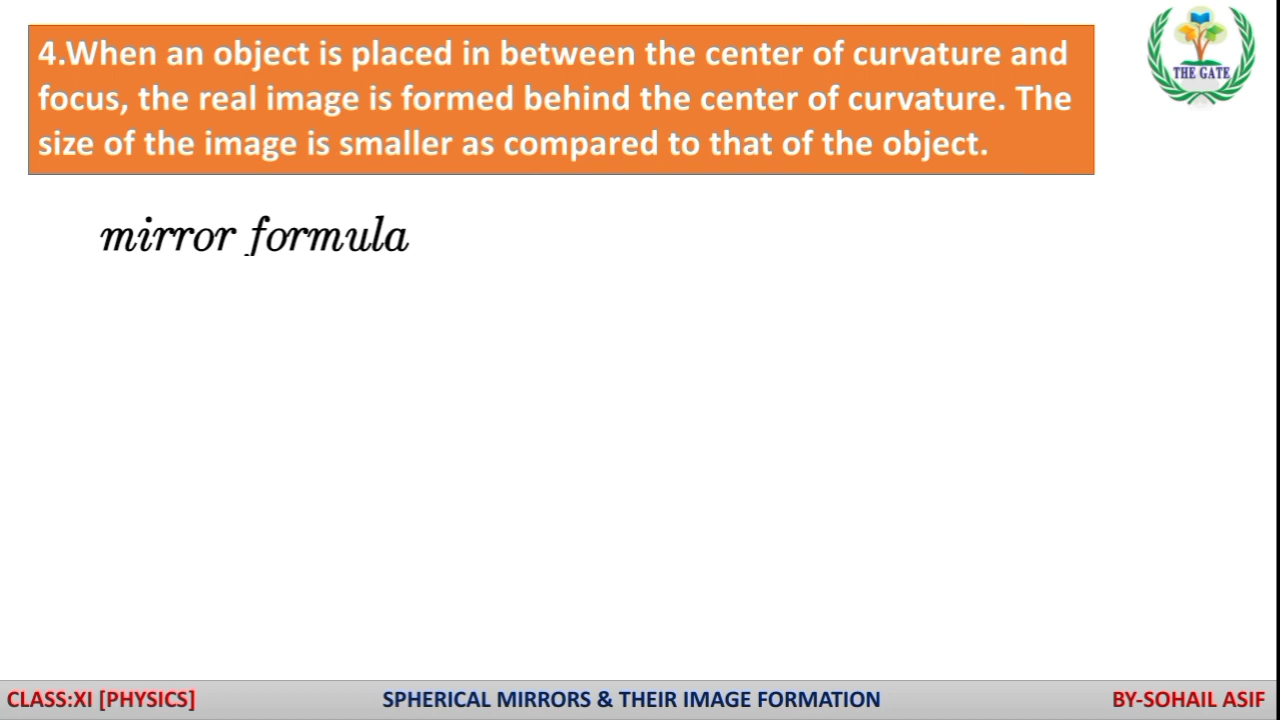 4.When an object is placed in between the center of curvature and
focus, the real image is formed behind the center of curvature. The
size of the image is smaller as compared to that of the object.
THE GATE
mirror formula
CLASS:XI [PHYSICS]
SPHERICAL MIRRORS & THEIR IMAGE FORMATION
BY-SOHAIL ASIF